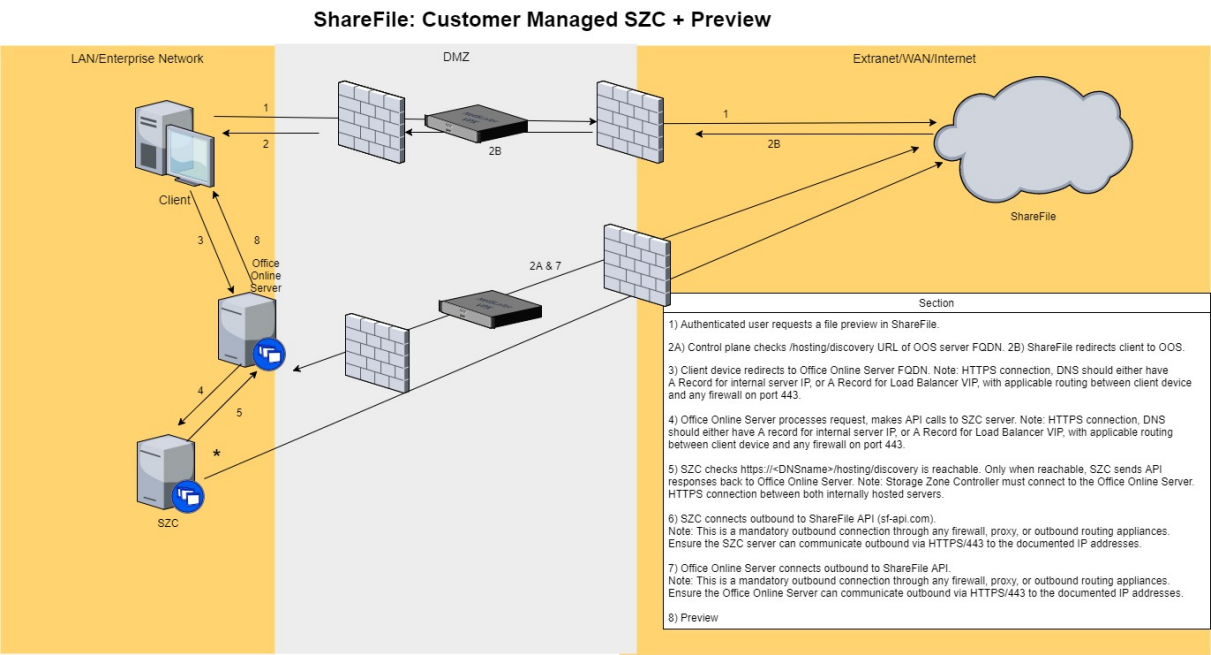 ShareFile: Customer Managed SZC + Preview
LAN/Enterprise Network
DMZ
Extranet/WAN/Internet
1
1
2
2B
2B
Client
ShareFile
3
8
Office
Online
Server
2A & 7
4
5
*
SZC
Section
1) Authenticated user requests a file preview in ShareFile.
2A) Control plane checks /hosting/discovery URL of OOS server FQDN. 2B) ShareFile redirects client to OOS.
3) Client device redirects to Office Online Server FQDN. Note: HTTPS connection, DNS should either have
A Record for internal server IP, or A Record for Load Balancer VIP, with applicable routing between client device
and any firewall on port 443.
4) Office Online Server processes request, makes API calls to SZC server. Note: HTTPS connection, DNS
should either have A record for internal server IP, or A Record for Load Balancer VIP, with applicable routing
between client device and any firewall on port 443.
5) SZC checks https://<DNSname>/hosting/discovery is reachable. Only when reachable, SZC sends API
responses back to Office Online Server. Note: Storage Zone Controller must connect to the Office Online Server.
HTTPS connection between both internally hosted servers.
6) SZC connects outbound to ShareFile API (sf-api.com).
Note: This is a mandatory outbound connection through any firewall, proxy, or outbound routing appliances.
Ensure the SZC server can communicate outbound via HTTPS/443 to the documented IP addresses.
7) Office Online Server connects outbound to ShareFile API.
Note: This is a mandatory outbound connection through any firewall, proxy, or outbound routing appliances.
Ensure the Office Online Server can communicate outbound via HTTPS/443 to the documented IP addresses.
8) Preview